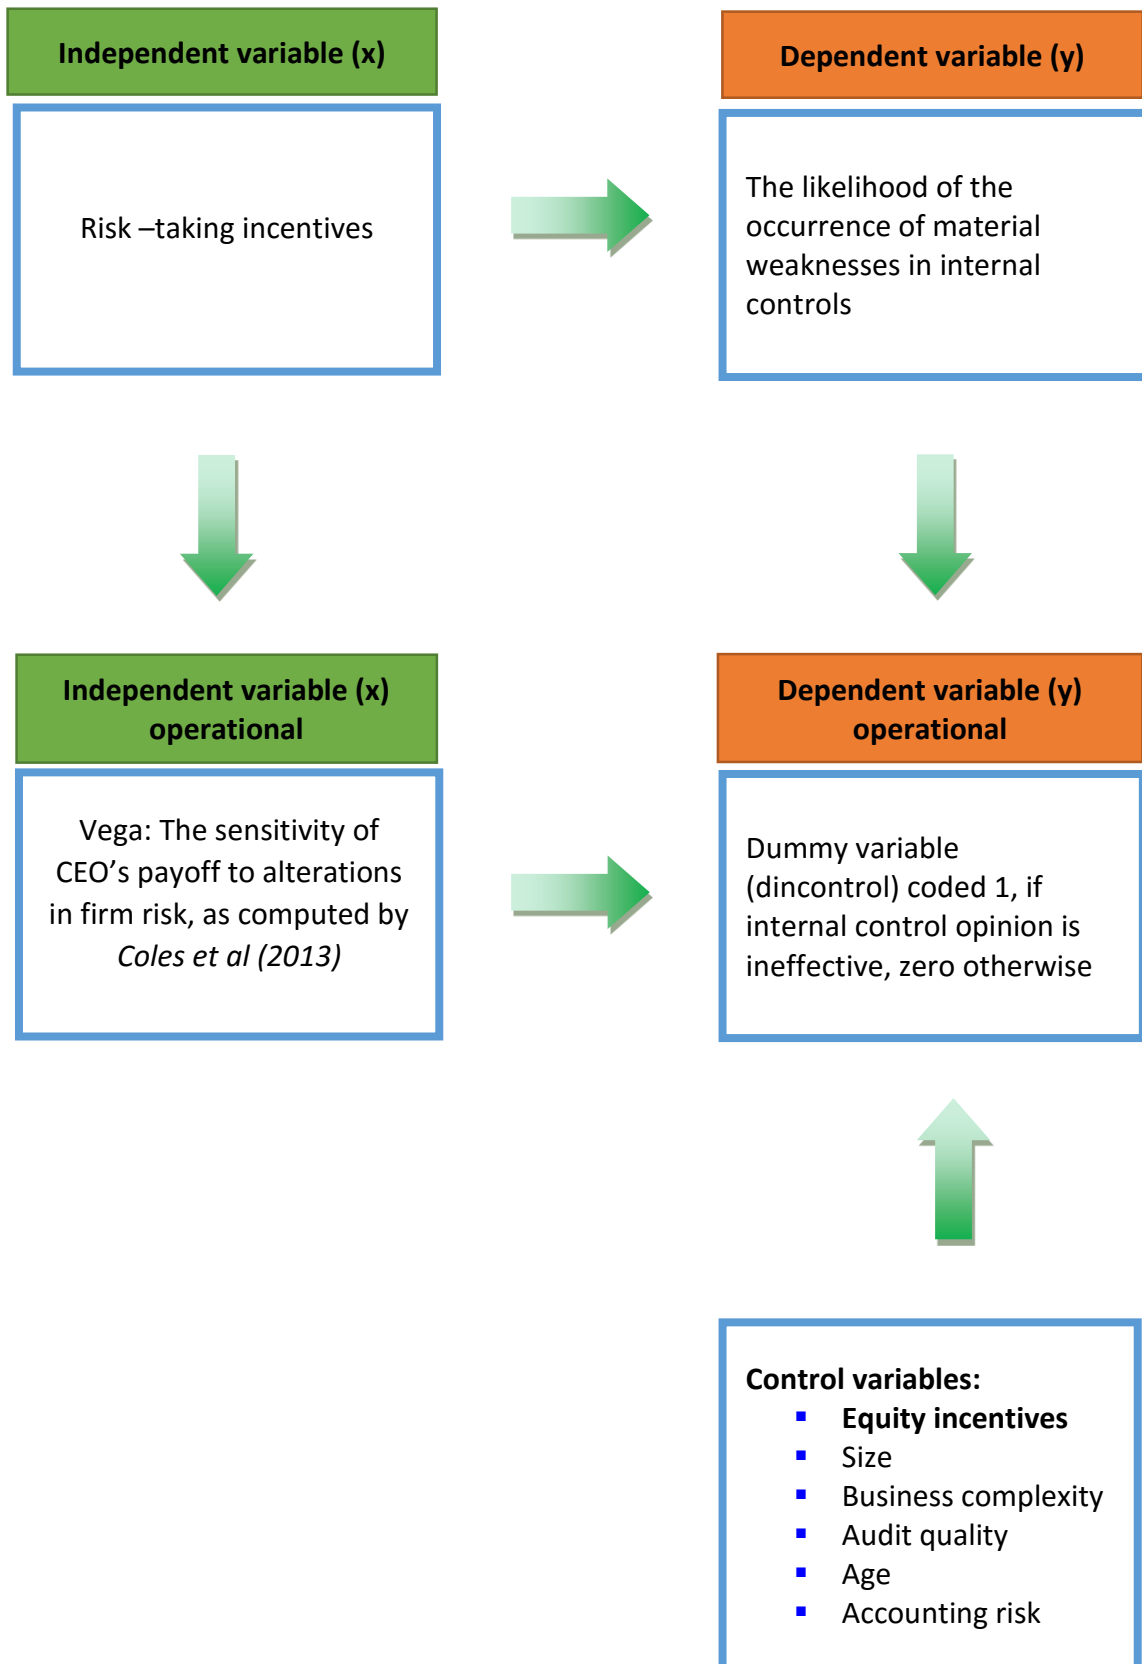 Independent variable (x)
Dependent variable (y)
Risk –taking incentives
The likelihood of the
occurrence of material
weaknesses in internal
controls
Independent variable (x)
operational
Dependent variable (y)
operational
Vega: The sensitivity of
CEO’s payoff to alterations
in firm risk, as computed by
Coles et al (2013)
Dummy variable
(dincontrol) coded 1, if
internal control opinion is
ineffective, zero otherwise
Control variables:
▪ Equity incentives
▪ Size
▪ Business complexity
▪ Audit quality
▪ Age
▪ Accounting risk